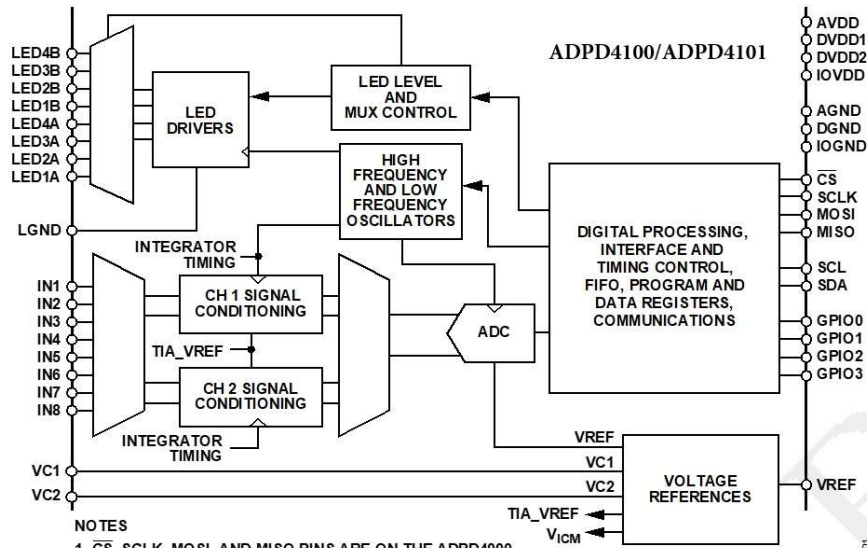 ADPD4100/ADPD4101
LED4B
LED3B
LED2B
LED1B
LED4A
LED3A
LED2A
LED1A
LGND
LED
DRIVERS
LED LEVEL
AND
MUX CONTROL
HIGH
FREQUENCY
AND LOW
FREQUENCY
OSCILLATORS
INTEGRATOR
TIMING
IN1
IN2
IN3
IN4
IN5
IN6
IN7
IN8
CH 1 SIGNAL
CONDITIONING
TIA_VREF
CH 2 SIGNAL
CONDITIONING
INTEGRATOR
TIMING
ADC
DIGITAL PROCESSING,
INTERFACE AND
TIMING CONTROL,
FIFO, PROGRAM AND
DATA REGISTERS,
COMMUNICATIONS
AVDD
DVDD1
DVDD2
IOVDD
AGND
DGND
IOGND
CS
SCLK
MOSI
MISO
SCL
SDA
GPIO0
GPIO1
GPIO2
GPIO3
VC1
VC2
VREF
VC1
VC2
TIA_VREF
VICM
VOLTAGE
REFERENCES
VREF
NOTES
1. CS, SCLK, MOSI, AND MISO PINS ARE ON THE ADPD4000